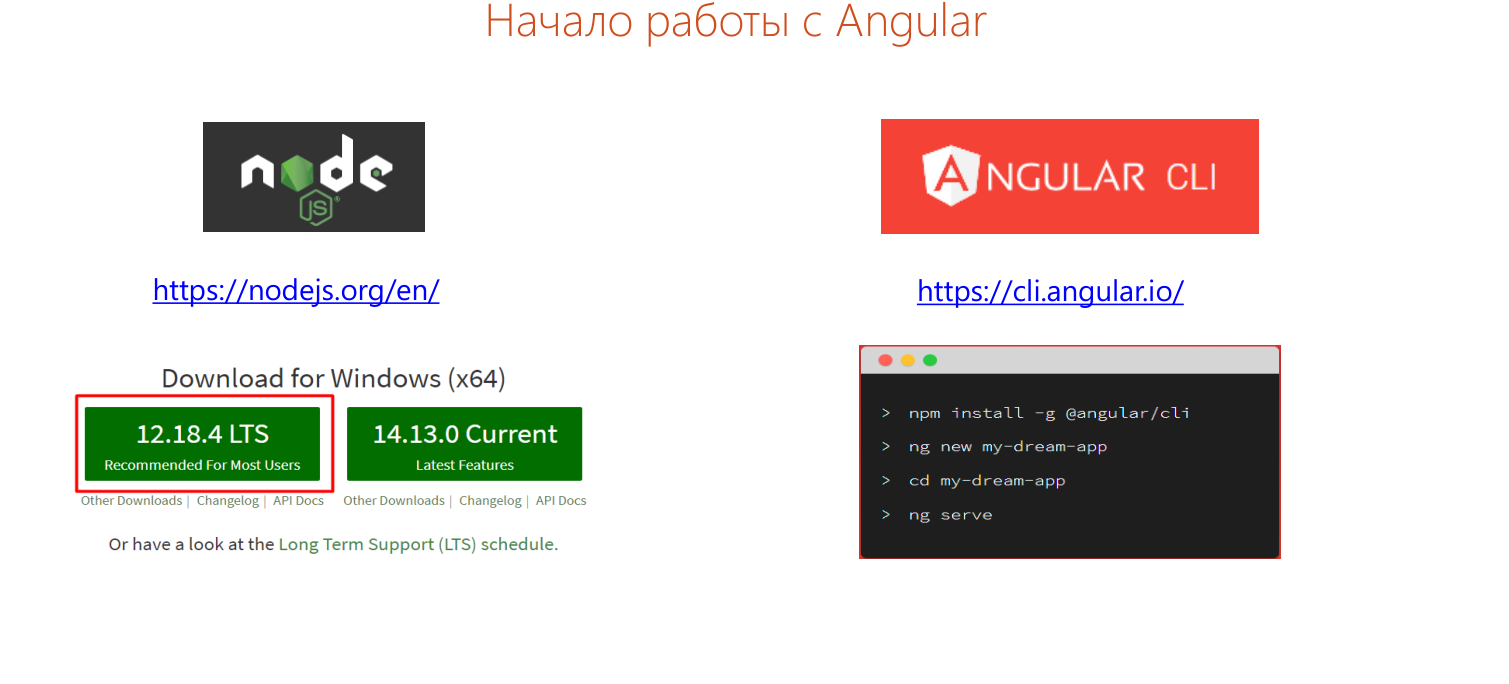 Начало работы с Angular
node
JS
https://nodejs.org/en/
Download for Windows (x64)
12.18.4 LTS
Recommended For Most Users
14.13.0 Current
Latest Features
Other Downloads | Changelog | API Docs
Other Downloads | Changelog | API Docs
Or have a look at the Long Term Support (LTS) schedule.
ANGULAR CLI
https://cli.angular.io/
> npm install -g @angular/cli
> ng new my-dream-app
> cd my-dream-app
> ng serve